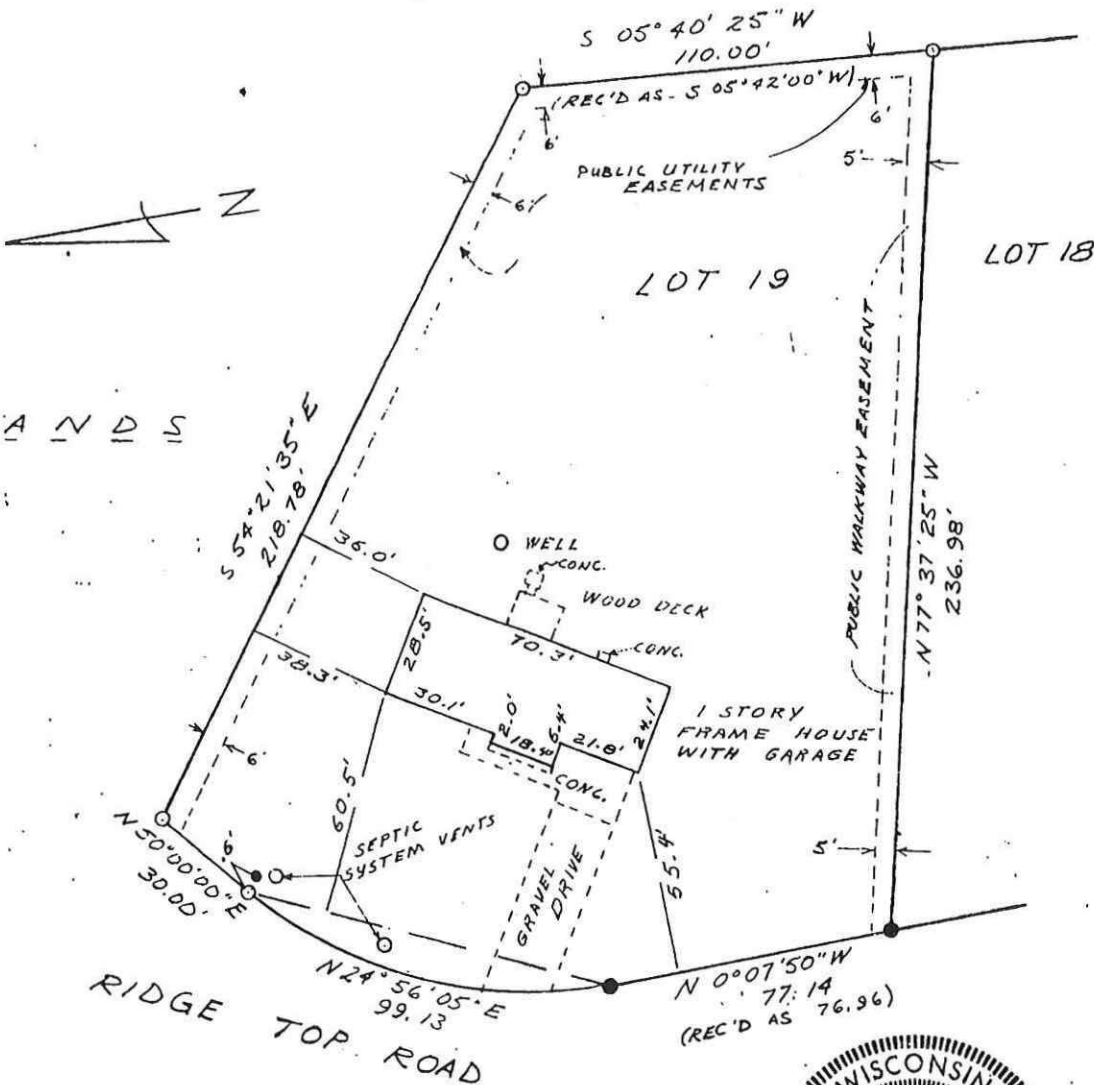 S 05° 40' 25" W
110.00'
(REC'D AS - S 05° 42' 00" W)
6'
6'
5'
PUBLIC UTILITY
EASEMENTS
6'
N
LOT 19
LOT 18
PUBLIC WALKWAY EASEMENT
ANDS
S 54° 21' 35" E
218.78'
N 77° 37' 25" W
236.98'
36.0'
WELL
CONC.
WOOD DECK
28.5'
70.3'
CONC.
38.3'
30.1'
2.0'
18.4'
6.4'
21.8'
24.1'
1 STORY
FRAME HOUSE
WITH GARAGE
CONC.
6'
60.5'
SEPTIC
SYSTEM VENTS
GRAVEL
DRIVE
55.4'
5'
N 50° 00' 00" E
30.00'
.6'
N 24° 56' 05" E
99.13
N 0° 07' 50" W
77.14
(REC'D AS 76.96)
RIDGE TOP ROAD
WISCONSIN